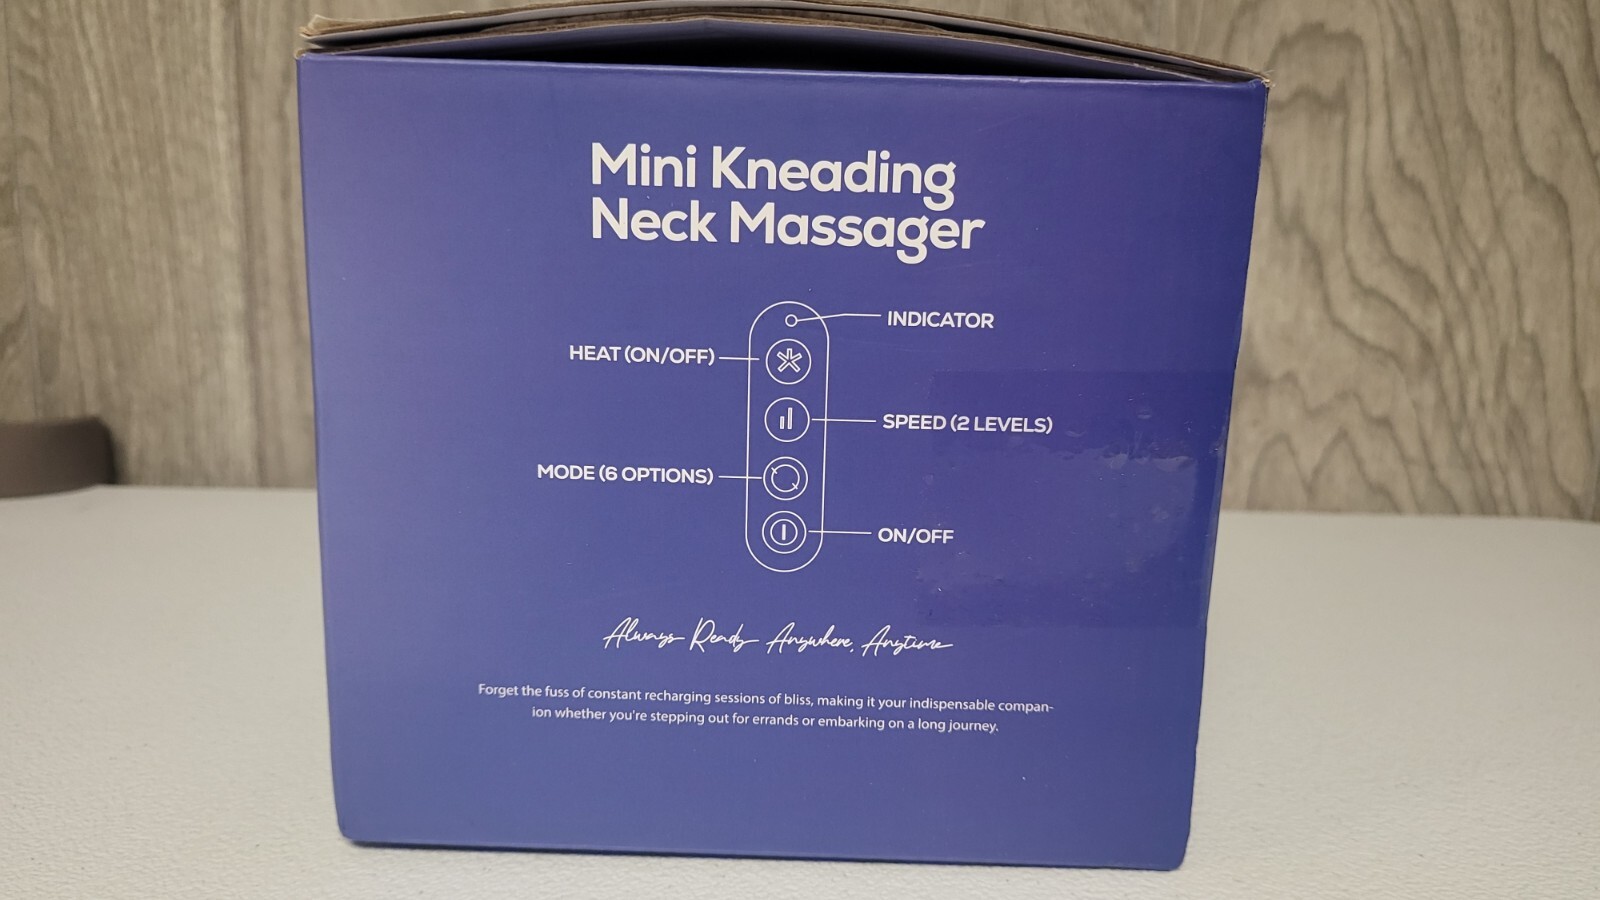 Mini Kneading
Neck Massager
INDICATOR
HEAT (ON/OFF)
SPEED (2 LEVELS)
MODE (6 OPTIONS)
ON/OFF
Always Ready Anywhere, Anytime
Forget the fuss of constant recharging sessions of bliss, making it your indispensable compan-
ion whether you're stepping out for errands or embarking on a long journey.